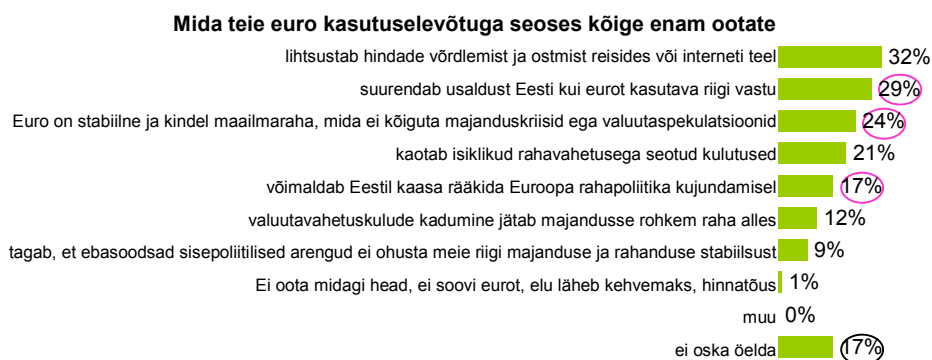 Mida teie euro kasutuselevõtuga seoses kõige enam ootate
lihtsustab hindade võrdlemist ja ostmist reisides või interneti teel 32%
suurendab usaldust Eesti kui eurot kasutava riigi vastu 29%
Euro on stabiilne ja kindel maailmaraha, mida ei kõiguta majanduskriisid ega valuutaspekulatsioonid 24%
kaotab isiklikud rahavahetusega seotud kulutused 21%
võimaldab Eestil kaasa rääkida Euroopa rahapoliitika kujundamisel 17%
valuutavahetuskulude kadumine jätab majandusse rohkem raha alles 12%
tagab, et ebasoodsad sisepoliitilised arengud ei ohusta meie riigi majanduse ja rahanduse stabiilsust 9%
Ei oota midagi head, ei soovi eurot, elu läheb kehvemaks, hinnatõus 1%
muu 0%
ei oska öelda 17%